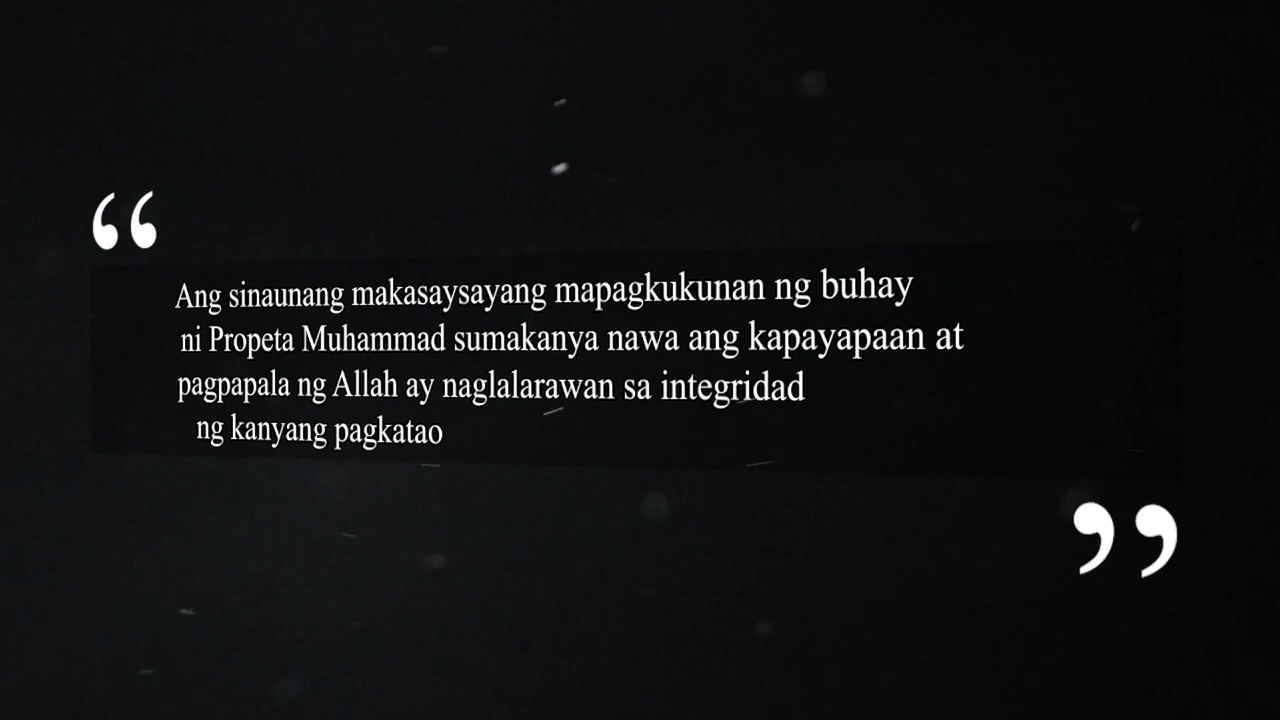 “
Ang sinaunang makasaysayang mapagkukunan ng buhay
ni Propeta Muhammad sumakanya nawa ang kapayapaan at
pagpapala ng Allah ay naglalarawan sa integridad
ng kanyang pagkatao
”